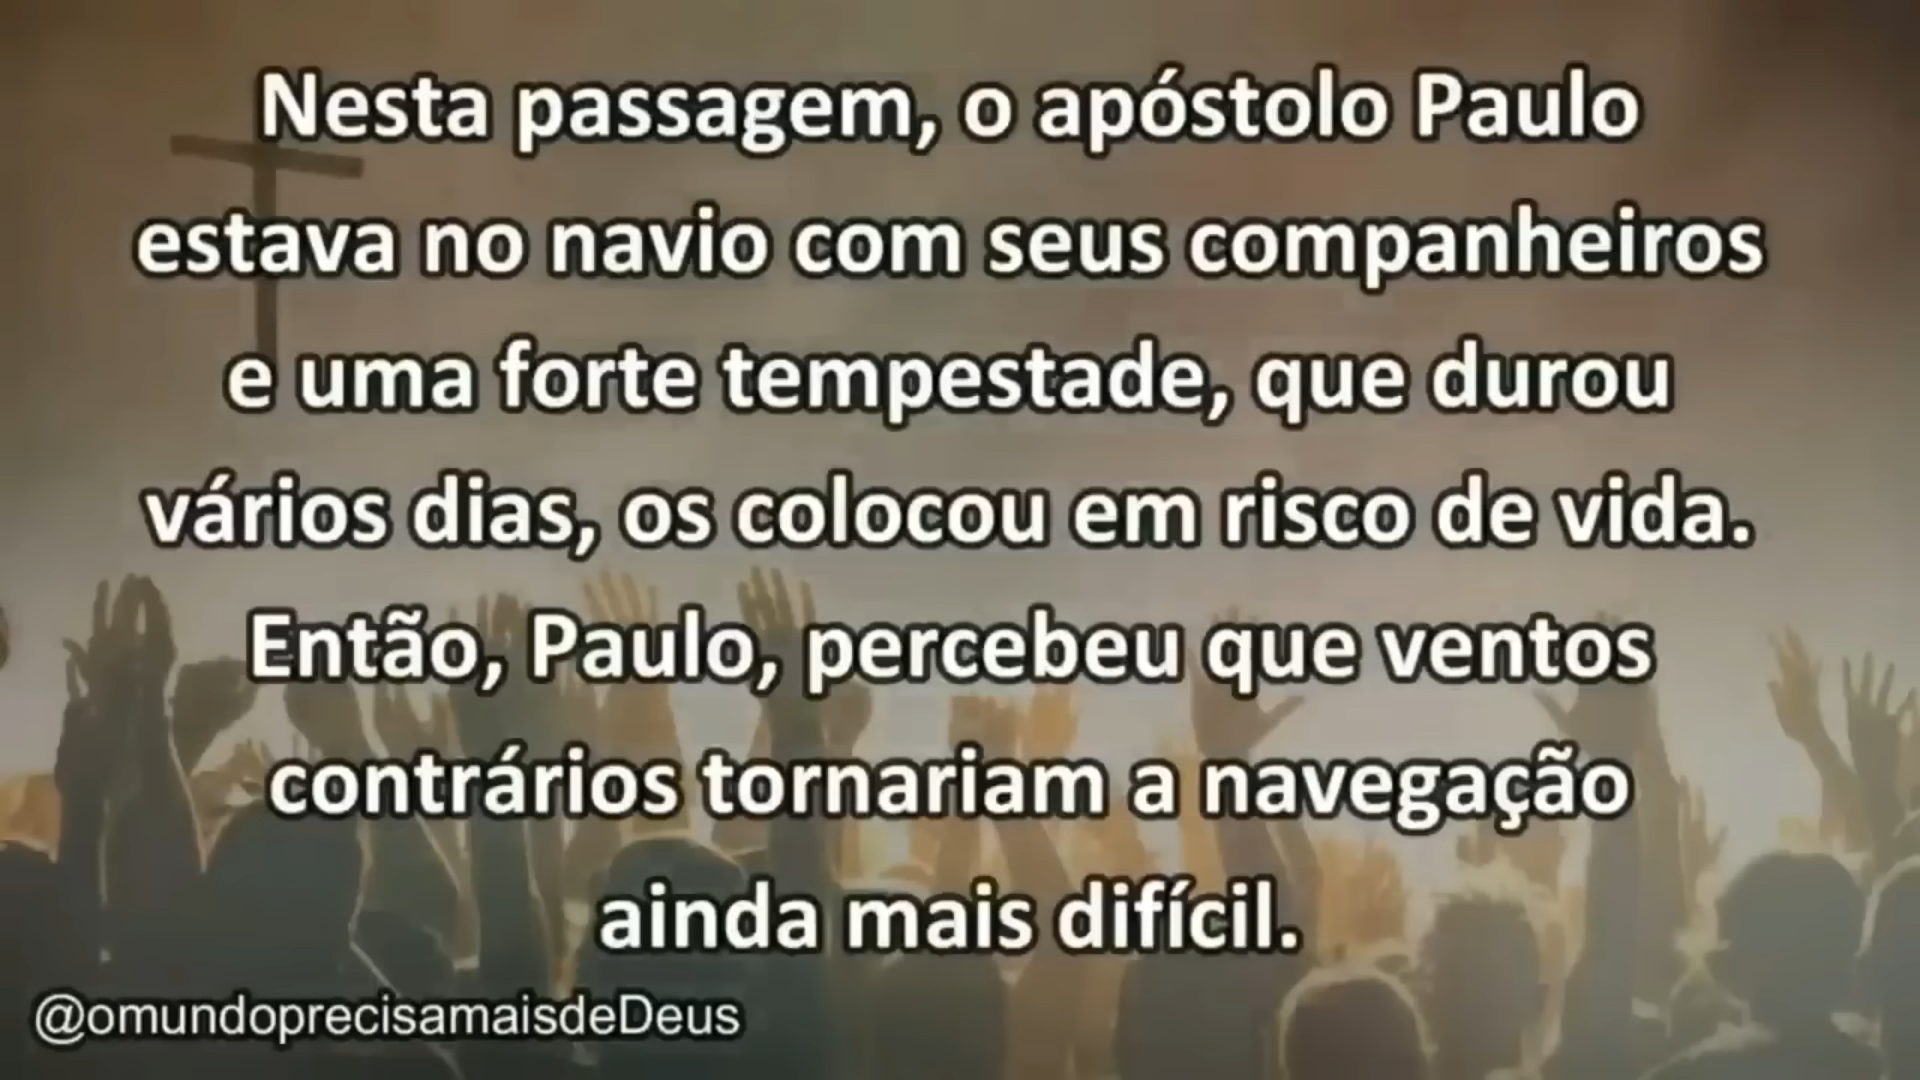 Nesta passagem, o apóstolo Paulo
estava no navio com seus companheiros
e uma forte tempestade, que durou
vários dias, os colocou em risco de vida.
Então, Paulo, percebeu que ventos
contrários tornariam a navegação
ainda mais difícil.
@omundoprecisamaisdeDeus